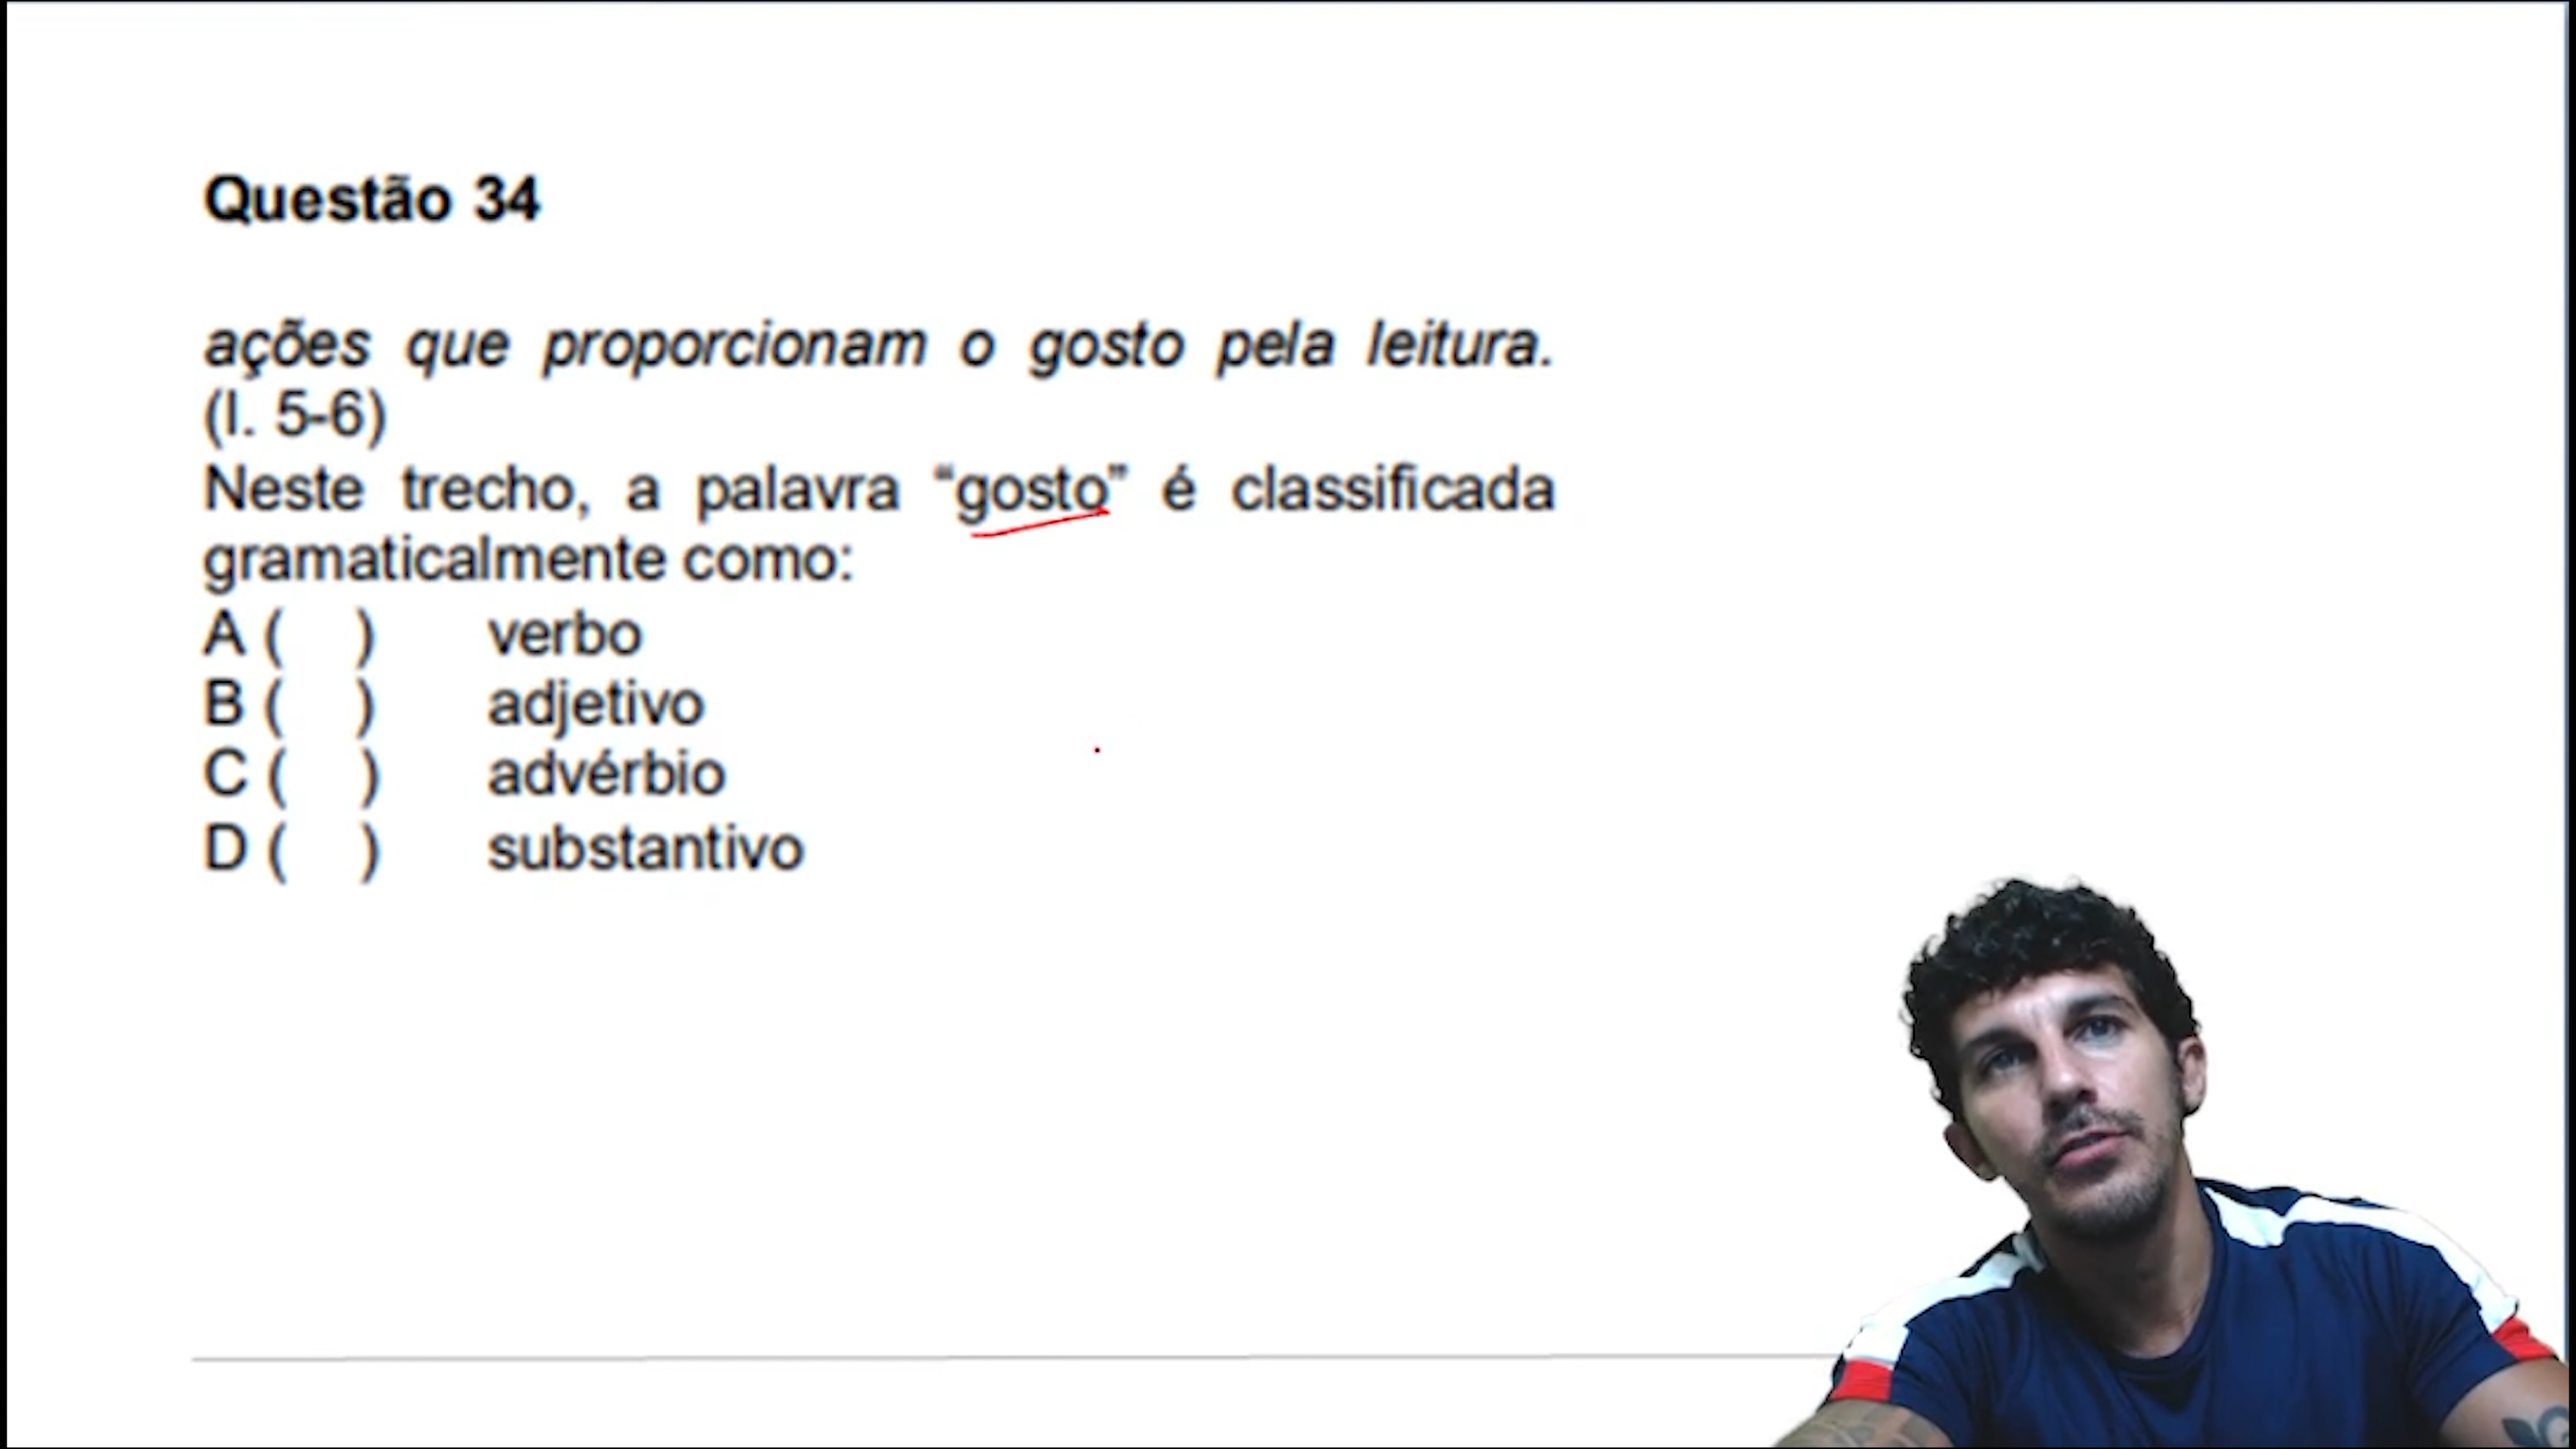 Questão 34
ações que proporcionam o gosto pela leitura.
(l. 5-6)
Neste trecho, a palavra “gosto” é classificada
gramaticalmente como:
A ( ) verbo
B ( ) adjetivo
C ( ) advérbio
D ( ) substantivo